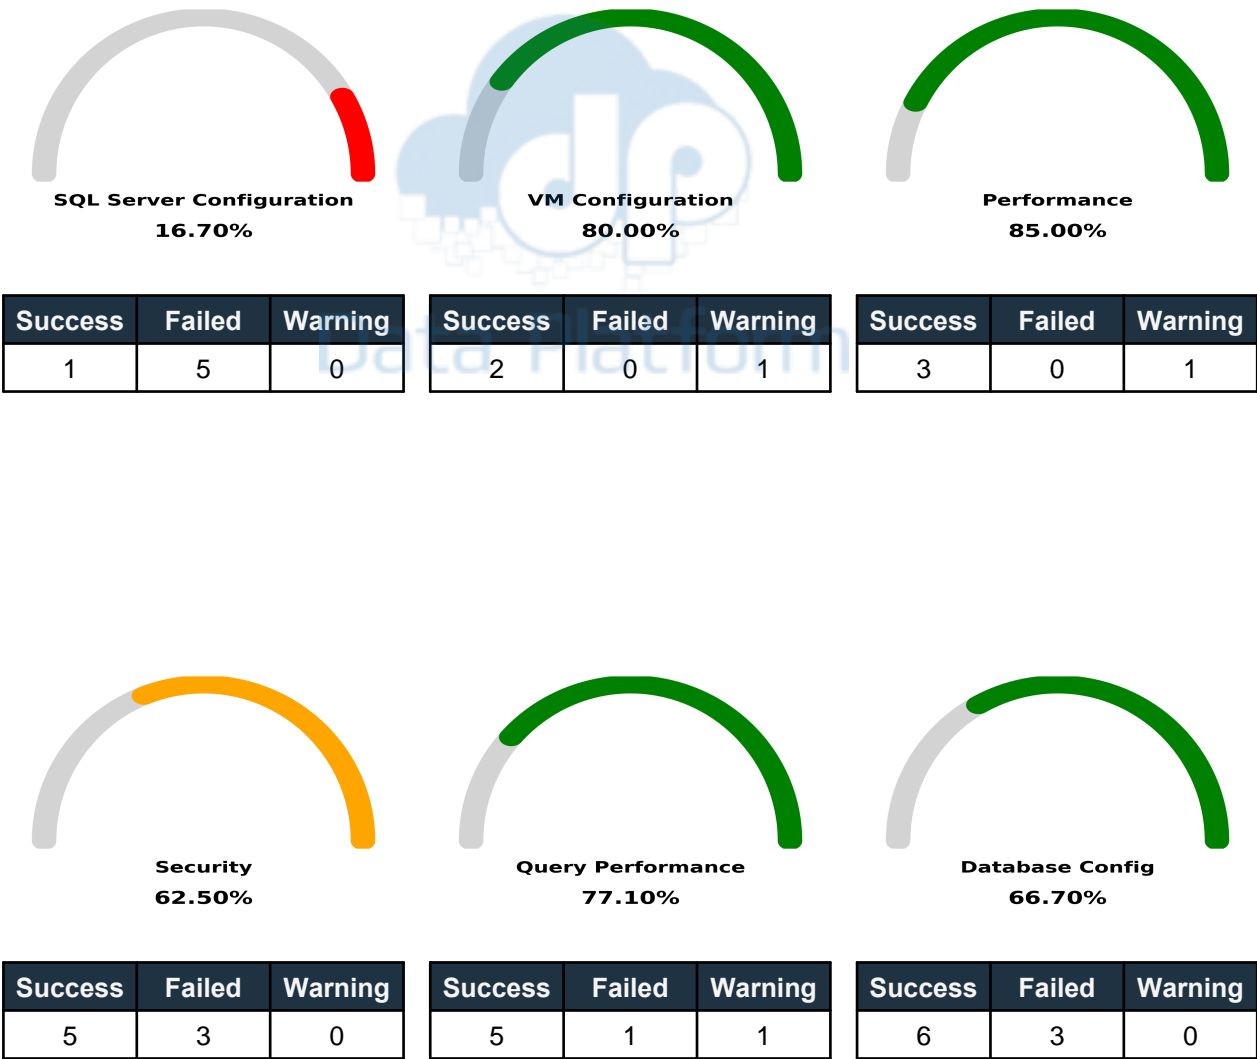 SQL Server Configuration
16.70%
VM Configuration
80.00%
Performance
85.00%
Success Failed Warning
1 5 0
Success Failed Warning
2 0 1
Success Failed Warning
3 0 1
dp
Data Platform
Security
62.50%
Query Performance
77.10%
Database Config
66.70%
Success Failed Warning
5 3 0
Success Failed Warning
5 1 1
Success Failed Warning
6 3 0